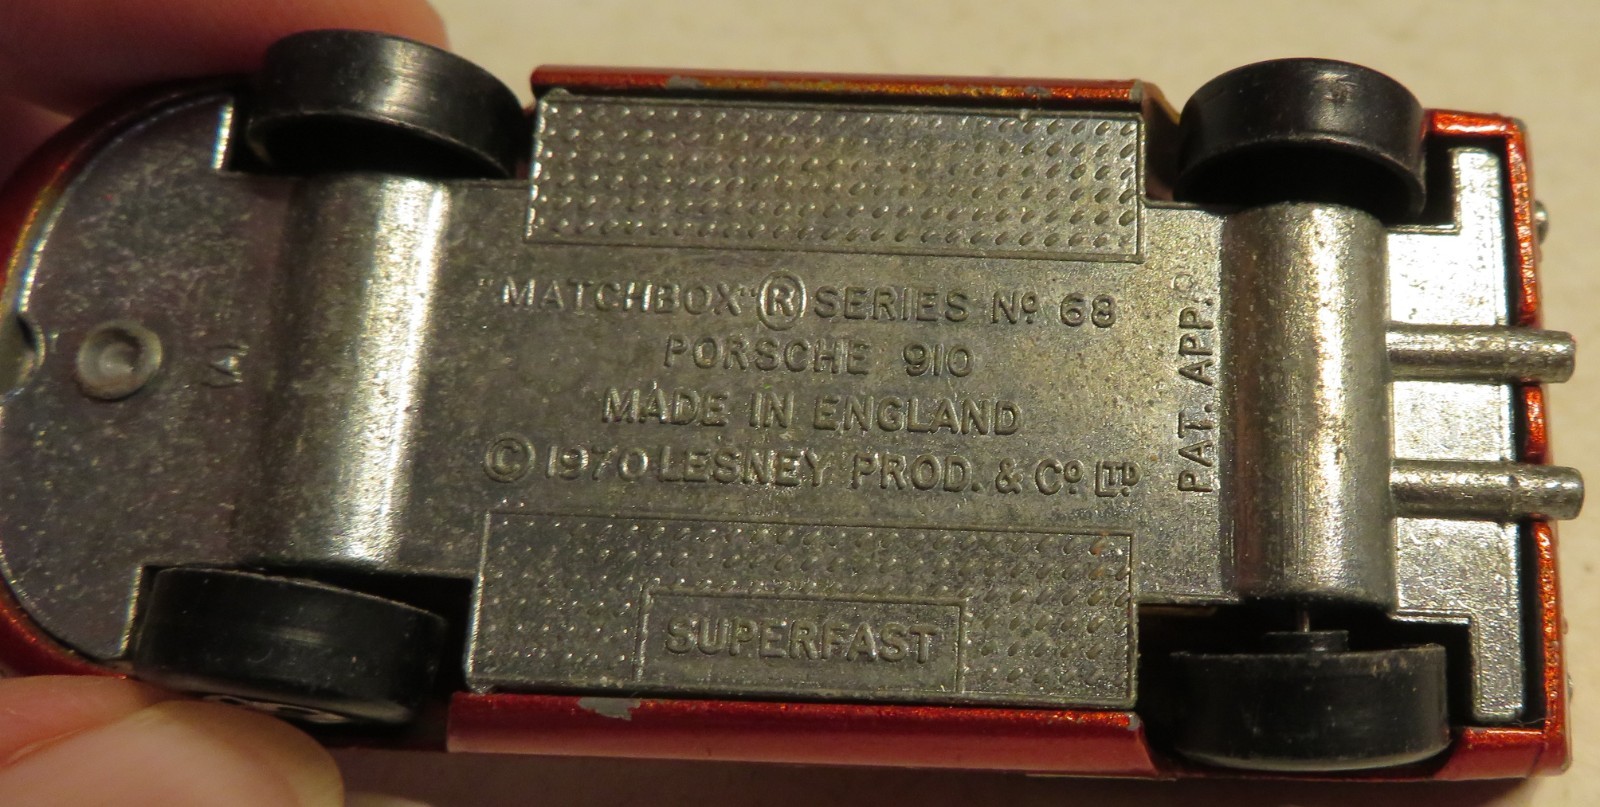 "MATCHBOX" ® SERIES Nº 68
PORSCHE 910
MADE IN ENGLAND
© 1970 LESNEY PROD. & Cº LTD
PAT. APP.
SUPERFAST